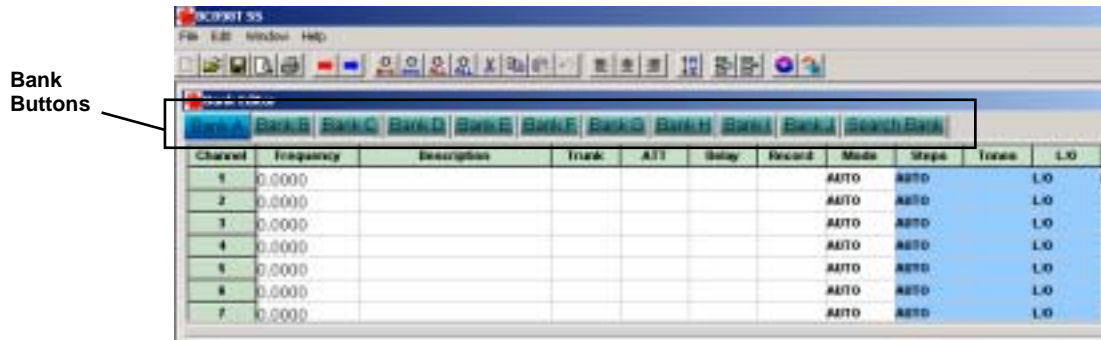 BC898T SS
File Edit Window Help
Bank Buttons
Bank Editor
Bank A Bank B Bank C Bank D Bank E Bank F Bank G Bank H Bank I Bank J Search Bank
Channel Frequency Description Trunk ATT Delay Record Mode Steps Tones L/O
1 0.0000 AUTO AUTO L/O
2 0.0000 AUTO AUTO L/O
3 0.0000 AUTO AUTO L/O
4 0.0000 AUTO AUTO L/O
5 0.0000 AUTO AUTO L/O
6 0.0000 AUTO AUTO L/O
7 0.0000 AUTO AUTO L/O